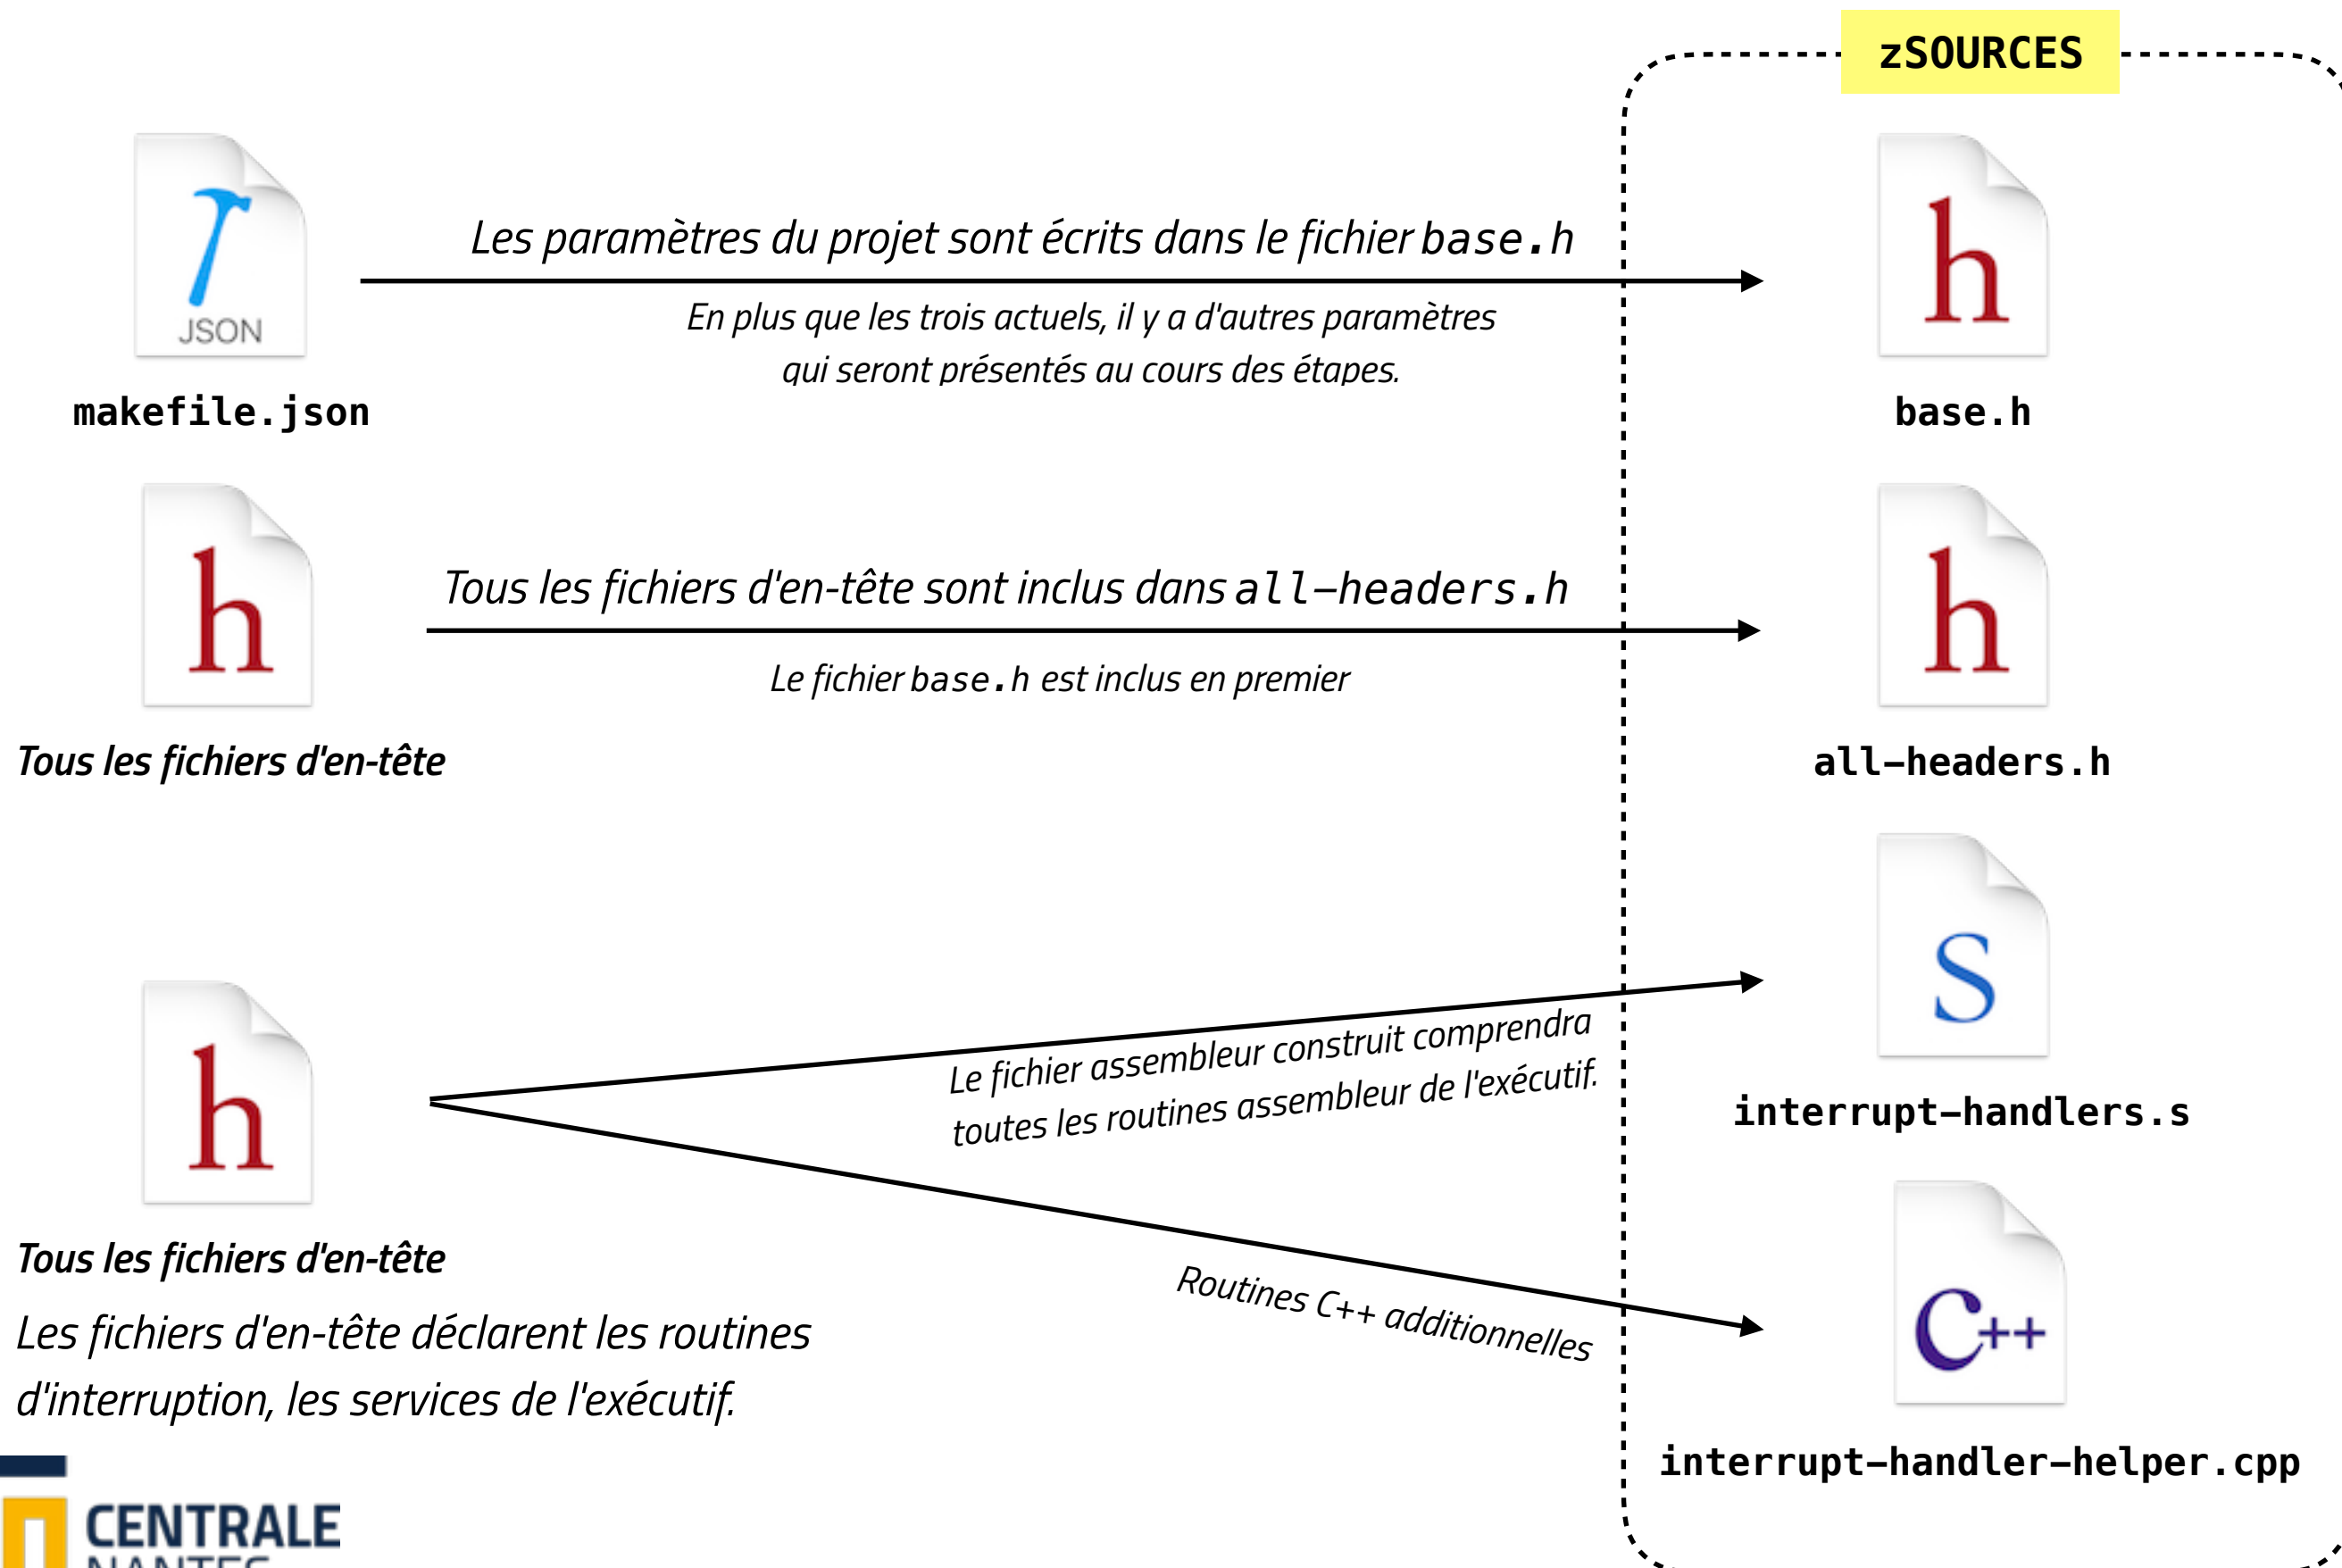 zSOURCES
JSON
makefile.json
Les paramètres du projet sont écrits dans le fichier base.h
En plus que les trois actuels, il y a d'autres paramètres
qui seront présentés au cours des étapes.
h
base.h
h
Tous les fichiers d'en-tête
Tous les fichiers d'en-tête sont inclus dans all-headers.h
Le fichier base.h est inclus en premier
h
all-headers.h
h
Tous les fichiers d'en-tête
Les fichiers d'en-tête déclarent les routines
d'interruption, les services de l'exécutif.
Le fichier assembleur construit comprendra
toutes les routines assembleur de l'exécutif.
S
interrupt-handlers.s
Routines C++ additionnelles
C++
interrupt-handler-helper.cpp
CENTRALE
NANTES